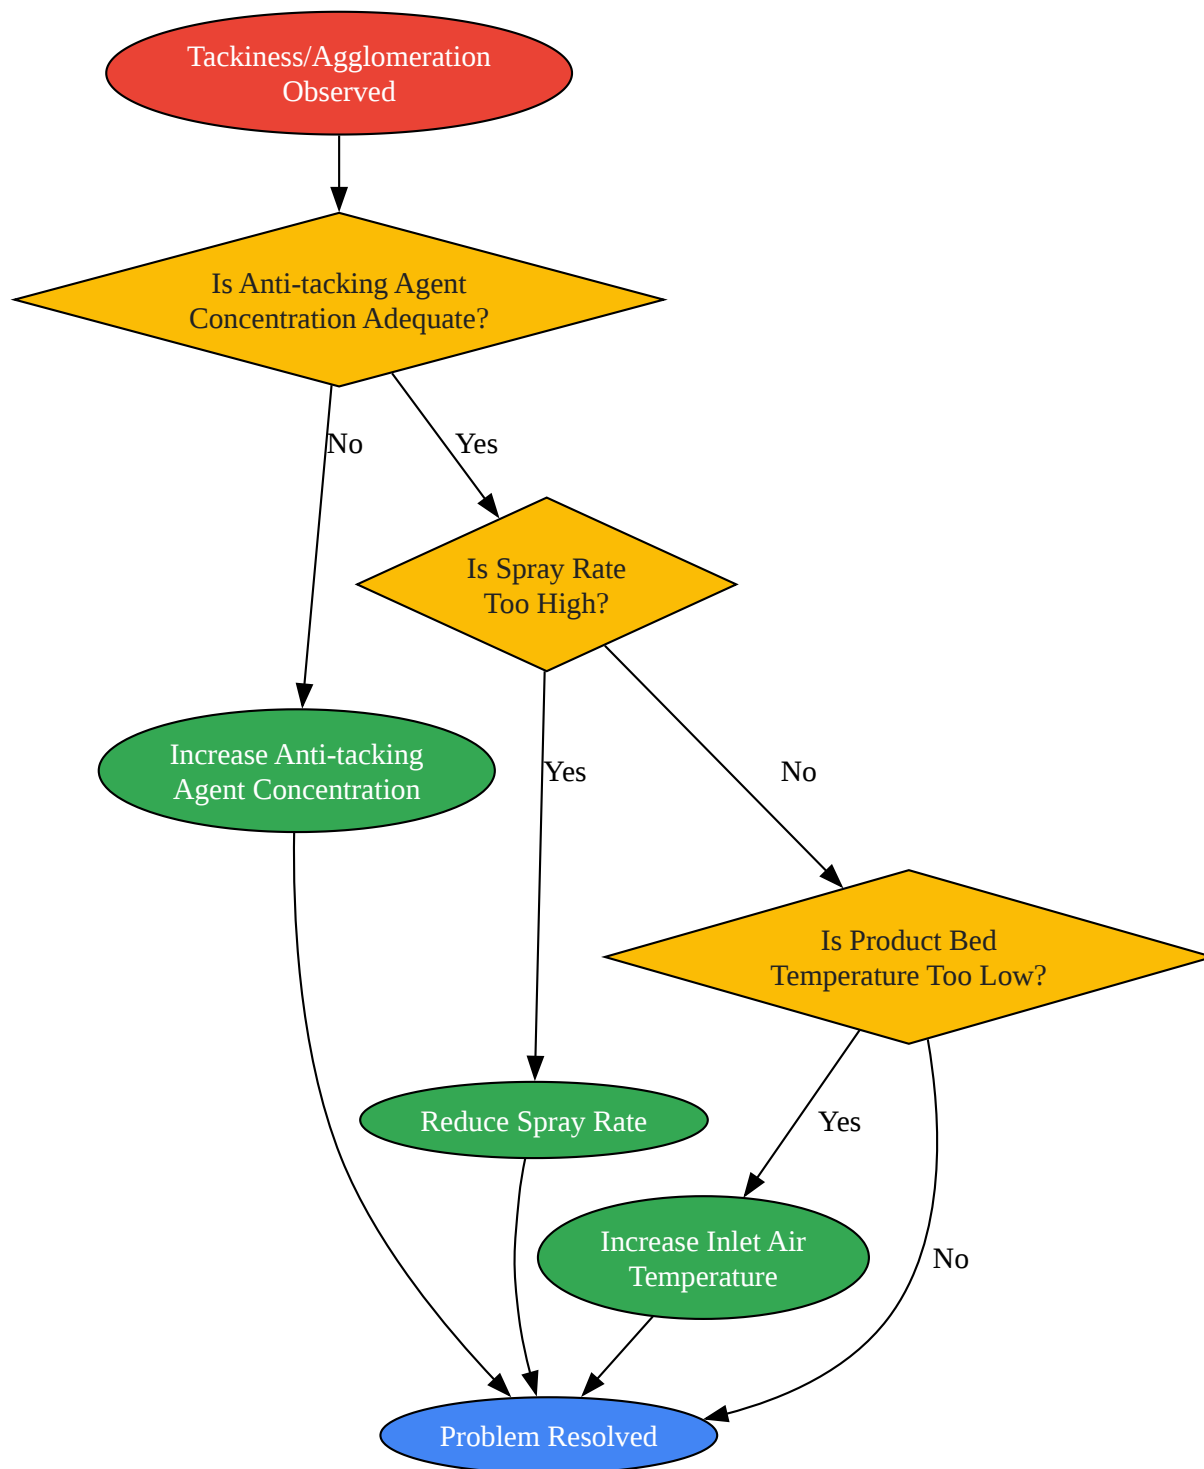 Tackiness/Agglomeration
Observed
Is Anti-tacking Agent
Concentration Adequate?
No
Yes
Is Spray Rate
Too High?
Increase Anti-tacking
Agent Concentration
Yes
No
Is Product Bed
Temperature Too Low?
Reduce Spray Rate
Yes
Increase Inlet Air
Temperature
No
Problem Resolved